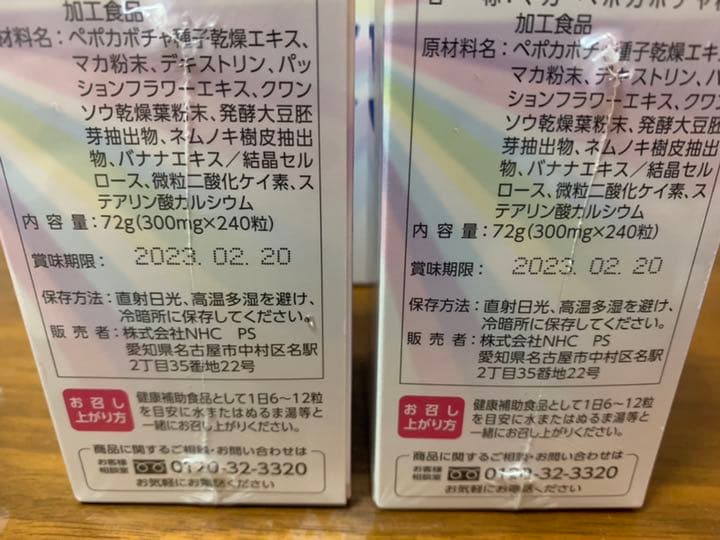 加工食品
原材料名：ペポカボチャ種子乾燥エキス、
マカ粉末、デキストリン、パッ
ションフラワーエキス、クワン
ソウ乾燥葉粉末、発酵大豆胚
芽抽出物、ネムノキ樹皮抽出
物、バナナエキス／結晶セル
ロース、微粒二酸化ケイ素、ス
テアリン酸カルシウム
内容量：72g(300mg×240粒)
賞味期限：2023.02.20
保存方法：直射日光、高温多湿を避け、
冷暗所に保存してください。
販売者：株式会社NHC PS
愛知県名古屋市中村区名駅
2丁目35番地22号
お召し
上がり方
健康補助食品として1日6～12粒
を目安に水またはぬるま湯等と
一緒にお召し上がりください。
商品に関するご相談・お問い合わせは
お客様
相談室
0120-32-3320
お気軽にお電話ください
加工食品
原材料名：ペポカボチャ種子乾燥エキス、
マカ粉末、デキストリン、パ
ションフラワーエキス、クワ
ソウ乾燥葉粉末、発酵大豆胚
芽抽出物、ネムノキ樹皮抽出
物、バナナエキス／結晶セル
ロース、微粒二酸化ケイ素、ス
テアリン酸カルシウム
内容量：72g(300mg×240粒)
賞味期限：2023.02.20
保存方法：直射日光、高温多湿を避け、
冷暗所に保存してください。
販売者：株式会社NHC PS
愛知県名古屋市中村区名駅
2丁目35番地22号
お召し
上がり方
健康補助食品として1日6～12粒
を目安に水またはぬるま湯等と
一緒にお召し上がりください。
商品に関するご相談・お問い合わせは
お客様
相談室
0120-32-3320
お気軽にお電話ください